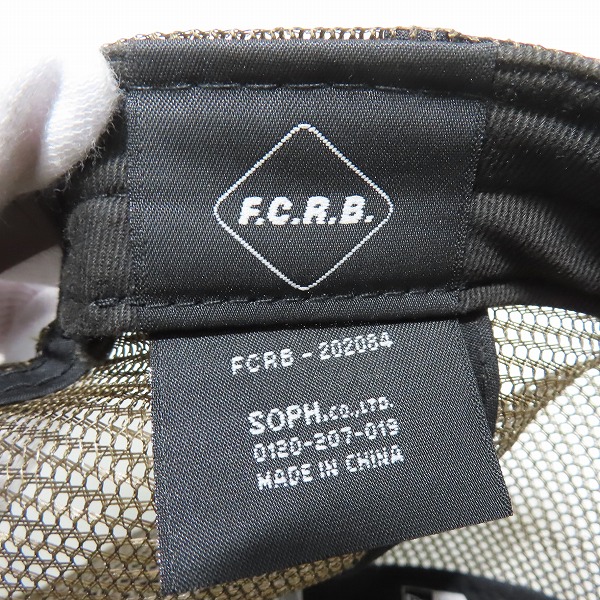 F.C.R.B.
FCRB - 202084
SOPH.CO.,LTD.
0120-207-019
MADE IN CHINA